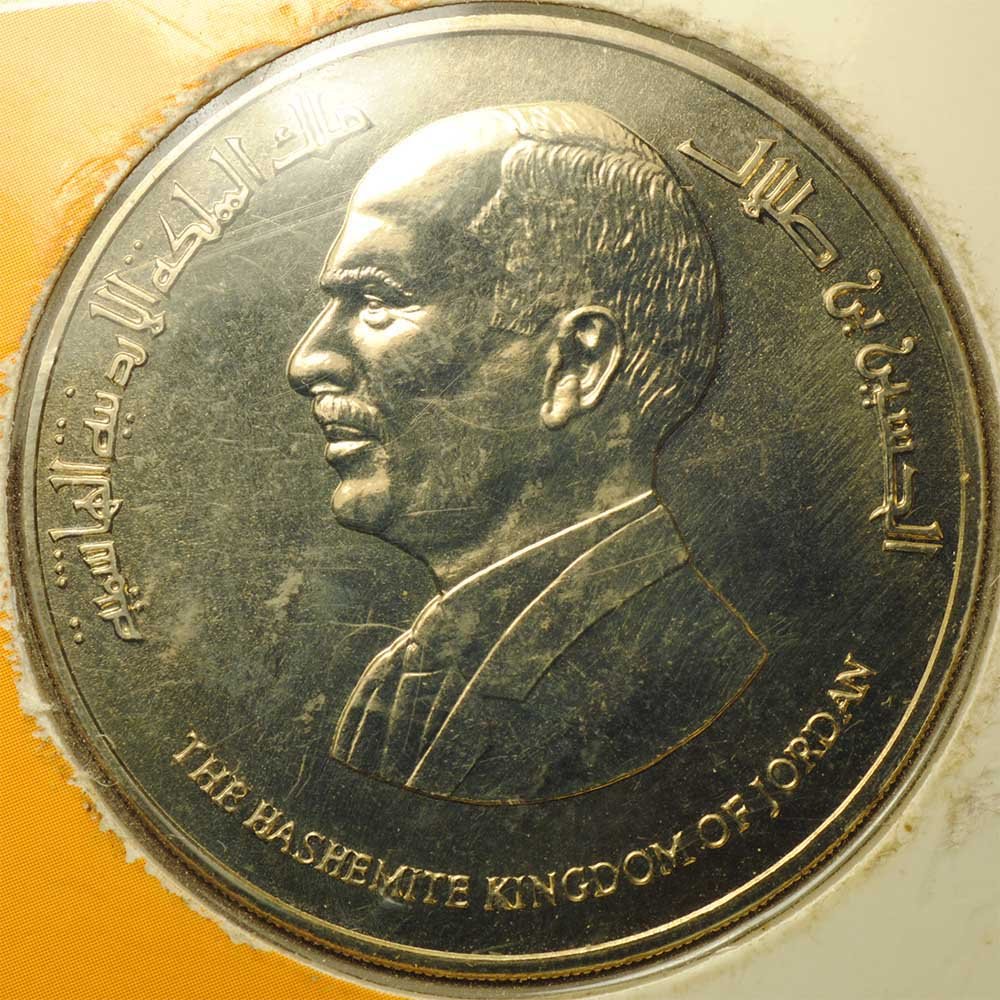 الحسين بن طلال
ملك المملكة الأردنية الهاشمية
THE HASHEMITE KINGDOM OF JORDAN